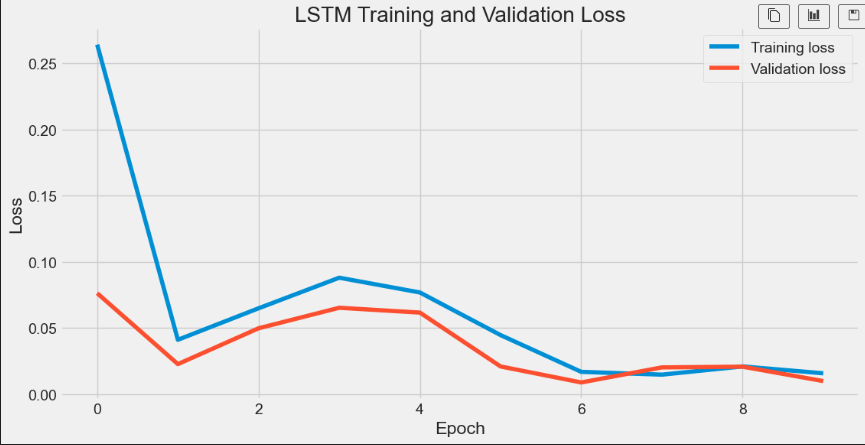 LSTM Training and Validation Loss
Training loss
Validation loss
0.25
0.20
0.15
0.10
0.05
0.00
Loss
0
2
4
6
8
Epoch